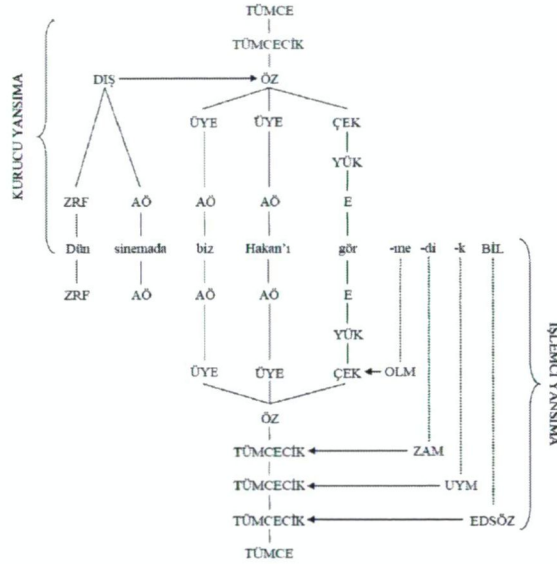 TÜMCE
TÜMCECİK
DIŞ ÖZ
ÜYE ÜYE ÇEK
YÜK
KURUCU YANSIMA
ZRF AÖ AÖ AÖ E
Dün sinemada biz Hakan'ı gör -me -di -k BİL
ZRF AÖ AÖ AÖ E
YÜK
ÜYE ÜYE ÇEK OLM
İŞLEMCİ YANSIMA
ÖZ
TÜMCECİK ZAM
TÜMCECİK UYM
TÜMCECİK EDSÖZ
TÜMCE